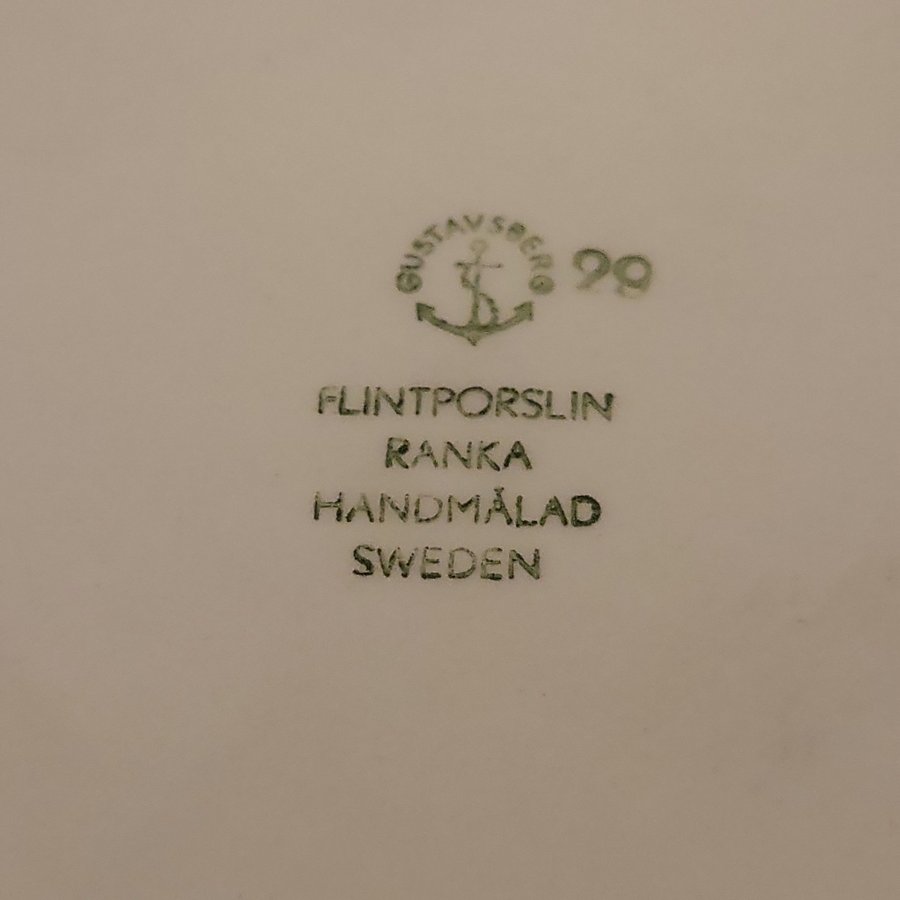 GUSTAVSBERG
99
FLINTPORSLIN
RANKA
HANDMÅLAD
SWEDEN